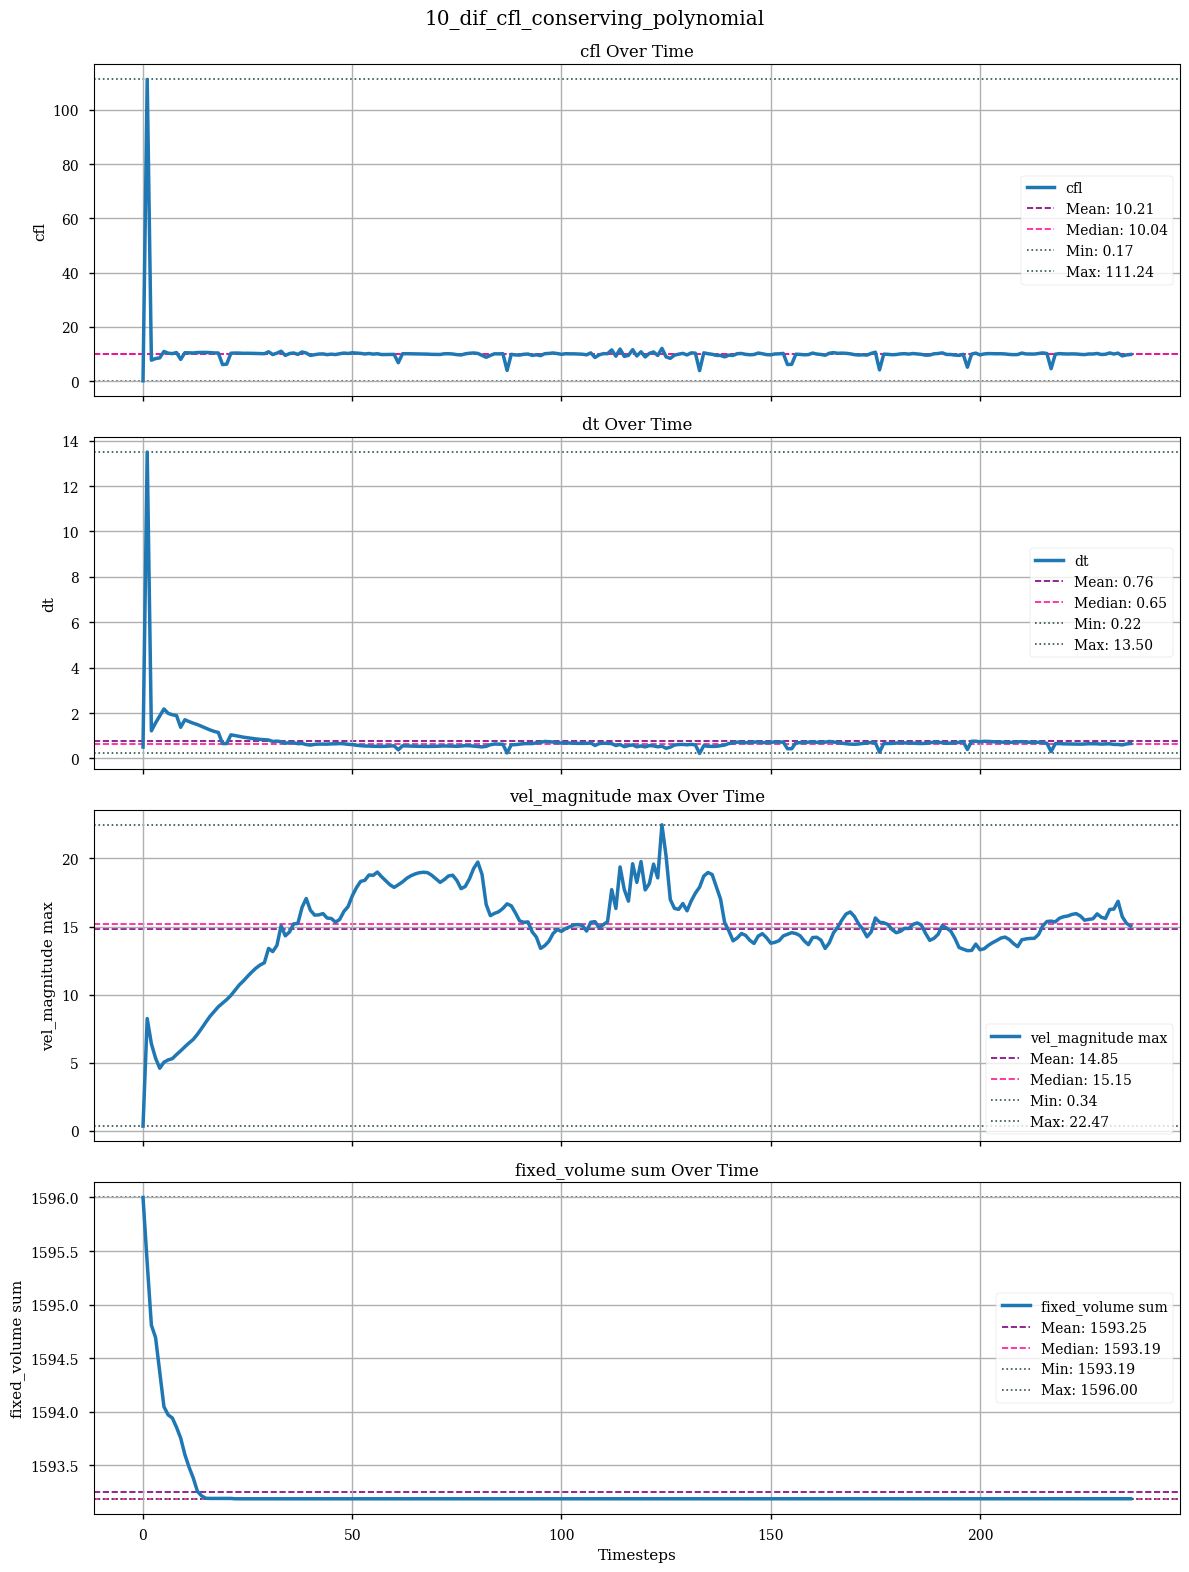 10_dif_cfl_conserving_polynomial
cfl Over Time
100
80
60
40
20
0
cfl
cfl
Mean: 10.21
Median: 10.04
Min: 0.17
Max: 111.24
dt Over Time
14
12
10
8
6
4
2
0
dt
dt
Mean: 0.76
Median: 0.65
Min: 0.22
Max: 13.50
vel_magnitude max Over Time
20
15
10
5
0
vel_magnitude max
vel_magnitude max
Mean: 14.85
Median: 15.15
Min: 0.34
Max: 22.47
fixed_volume sum Over Time
1596.0
1595.5
1595.0
1594.5
1594.0
1593.5
fixed_volume sum
fixed_volume sum
Mean: 1593.25
Median: 1593.19
Min: 1593.19
Max: 1596.00
0 50 100 150 200
Timesteps